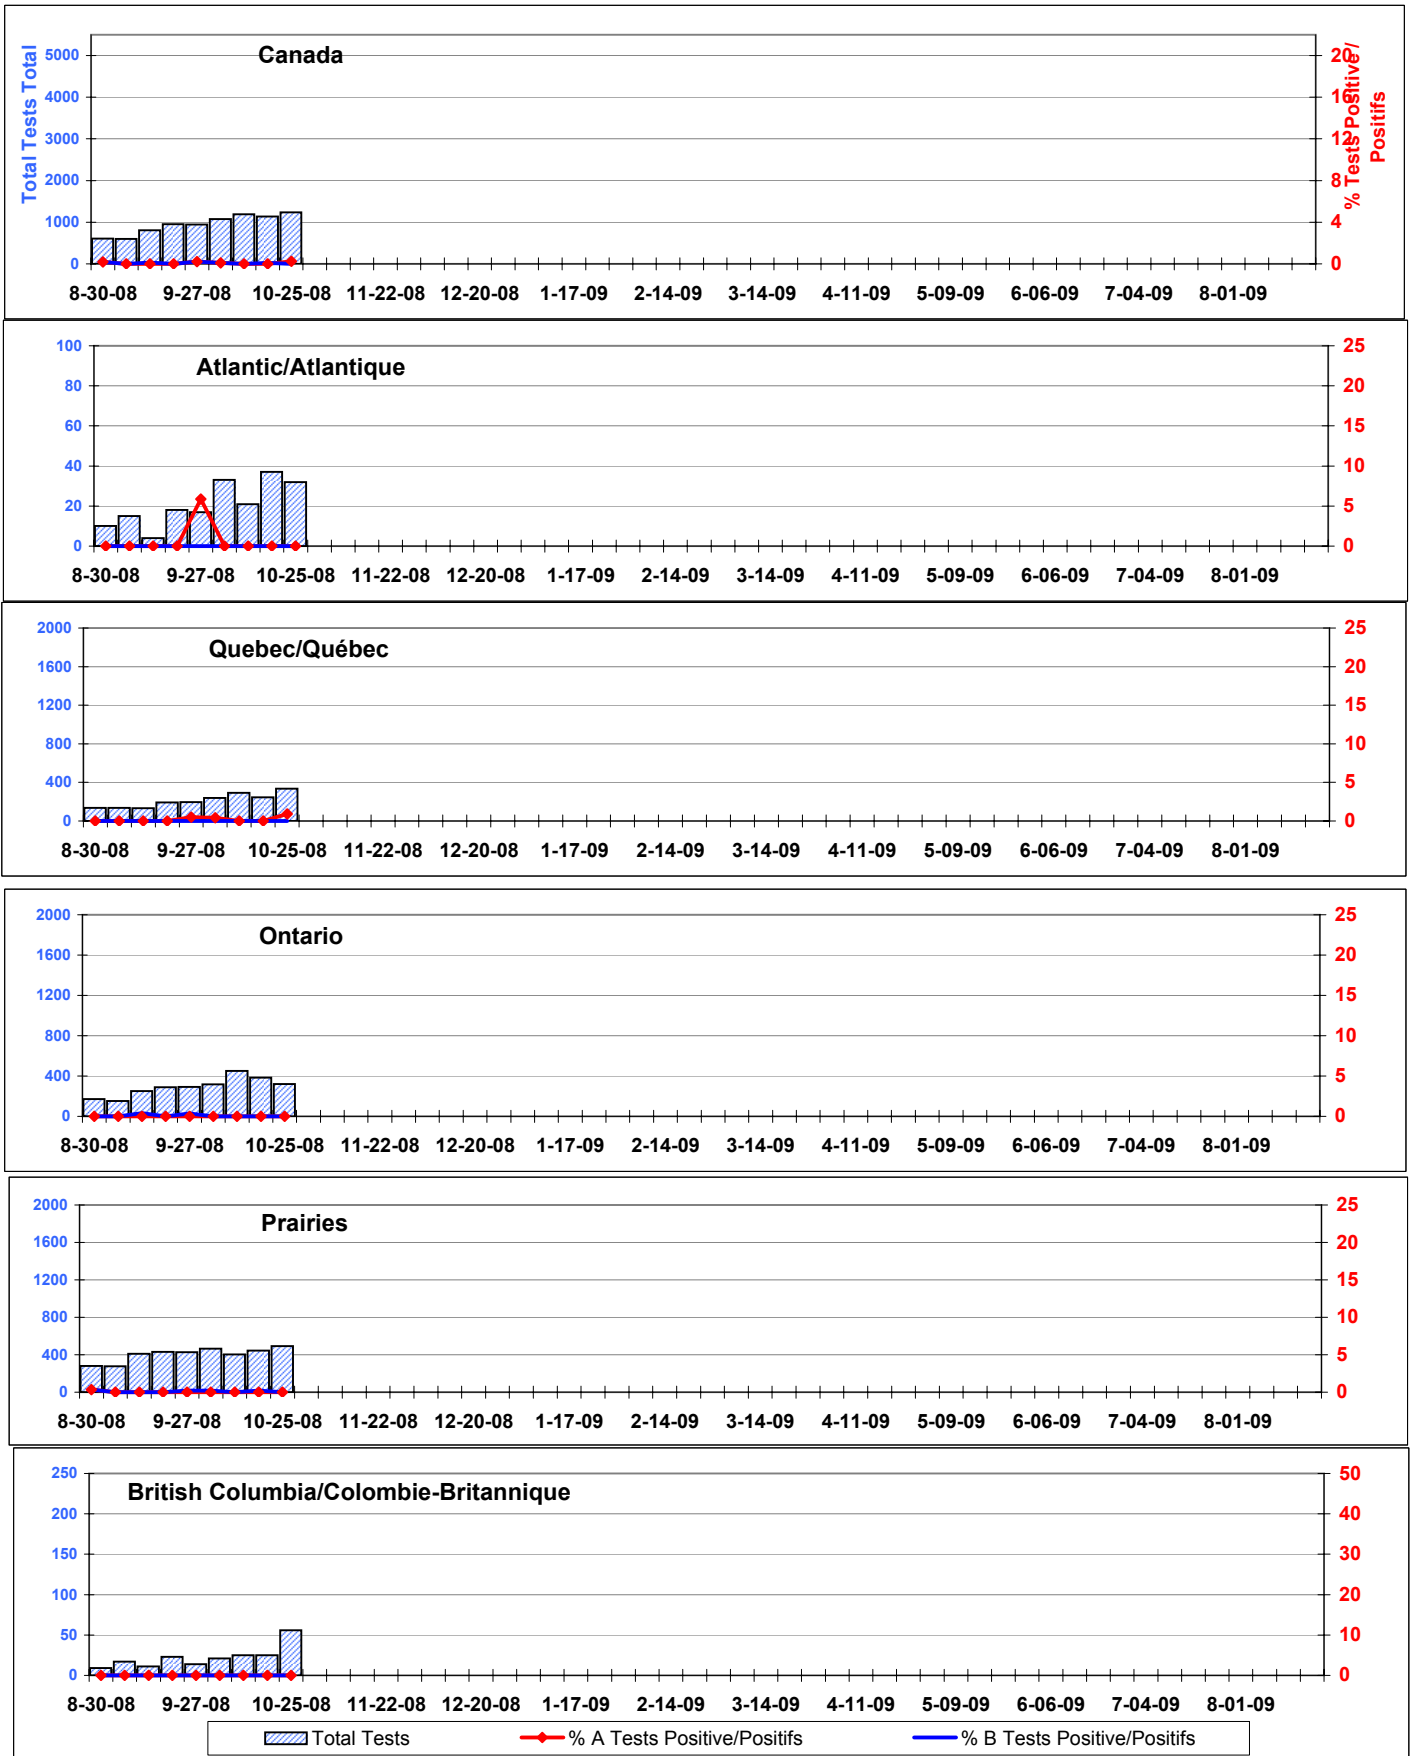 Canada
Total Tests Total
% Tests Positive/
Positifs
5000 20
4000 16
3000 12
2000 8
1000 4
0 0
8-30-08 9-27-08 10-25-08 11-22-08 12-20-08 1-17-09 2-14-09 3-14-09 4-11-09 5-09-09 6-06-09 7-04-09 8-01-09
Atlantic/Atlantique
100 25
80 20
60 15
40 10
20 5
0 0
8-30-08 9-27-08 10-25-08 11-22-08 12-20-08 1-17-09 2-14-09 3-14-09 4-11-09 5-09-09 6-06-09 7-04-09 8-01-09
Quebec/Québec
2000 25
1600 20
1200 15
800 10
400 5
0 0
8-30-08 9-27-08 10-25-08 11-22-08 12-20-08 1-17-09 2-14-09 3-14-09 4-11-09 5-09-09 6-06-09 7-04-09 8-01-09
Ontario
2000 25
1600 20
1200 15
800 10
400 5
0 0
8-30-08 9-27-08 10-25-08 11-22-08 12-20-08 1-17-09 2-14-09 3-14-09 4-11-09 5-09-09 6-06-09 7-04-09 8-01-09
Prairies
2000 25
1600 20
1200 15
800 10
400 5
0 0
8-30-08 9-27-08 10-25-08 11-22-08 12-20-08 1-17-09 2-14-09 3-14-09 4-11-09 5-09-09 6-06-09 7-04-09 8-01-09
British Columbia/Colombie-Britannique
250 50
200 40
150 30
100 20
50 10
0 0
8-30-08 9-27-08 10-25-08 11-22-08 12-20-08 1-17-09 2-14-09 3-14-09 4-11-09 5-09-09 6-06-09 7-04-09 8-01-09
Total Tests % A Tests Positive/Positifs % B Tests Positive/Positifs